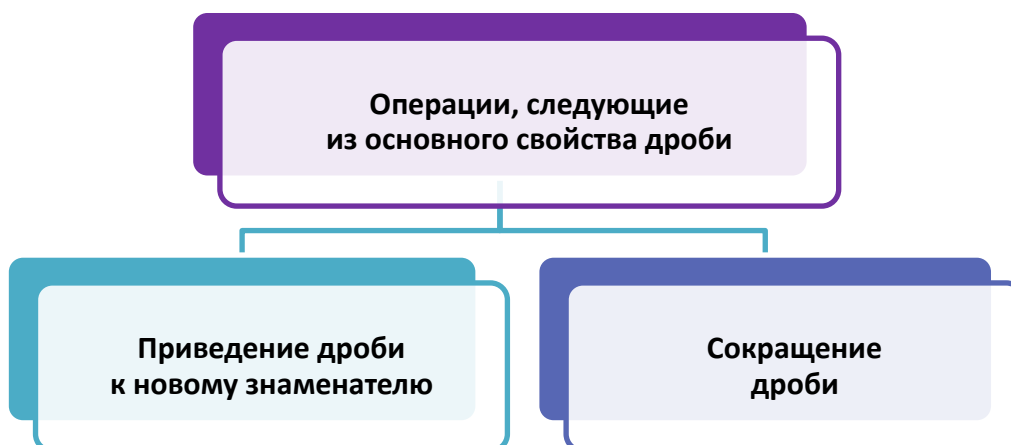 Операции, следующие
из основного свойства дроби
Приведение дроби
к новому знаменателю
Сокращение
дроби